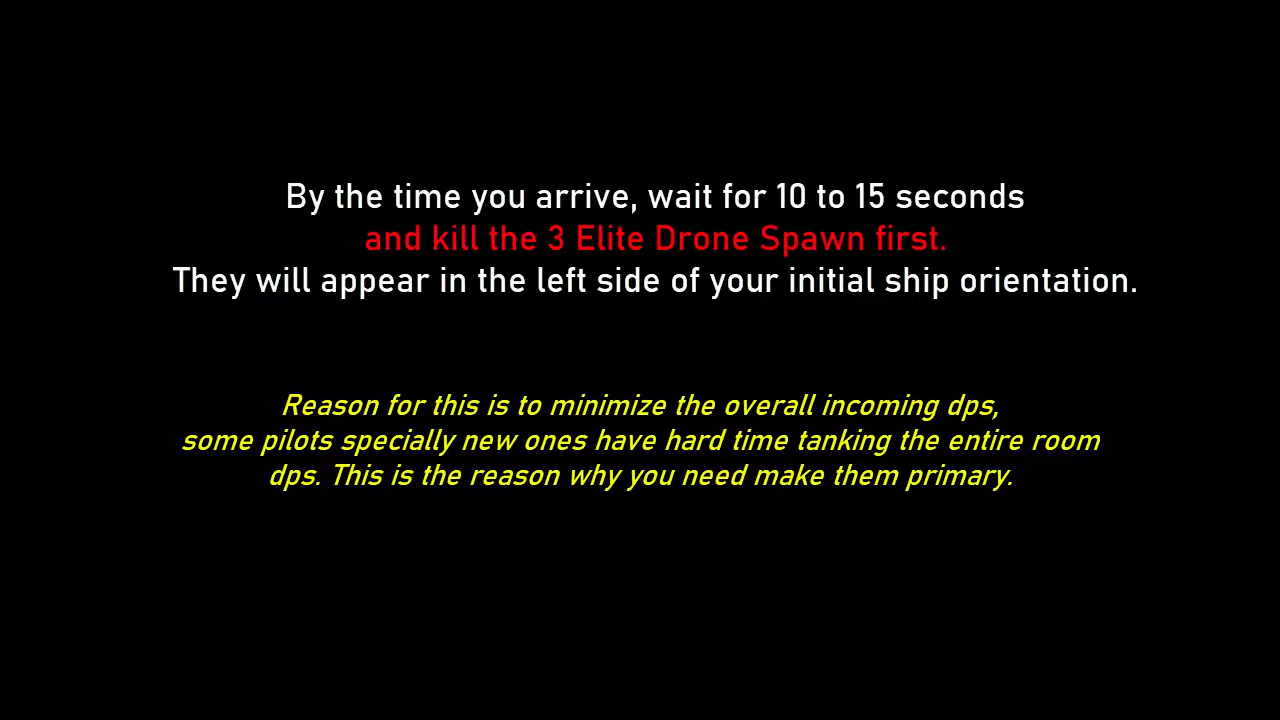 By the time you arrive, wait for 10 to 15 seconds
and kill the 3 Elite Drone Spawn first.
They will appear in the left side of your initial ship orientation.
Reason for this is to minimize the overall incoming dps,
some pilots specially new ones have hard time tanking the entire room
dps. This is the reason why you need make them primary.